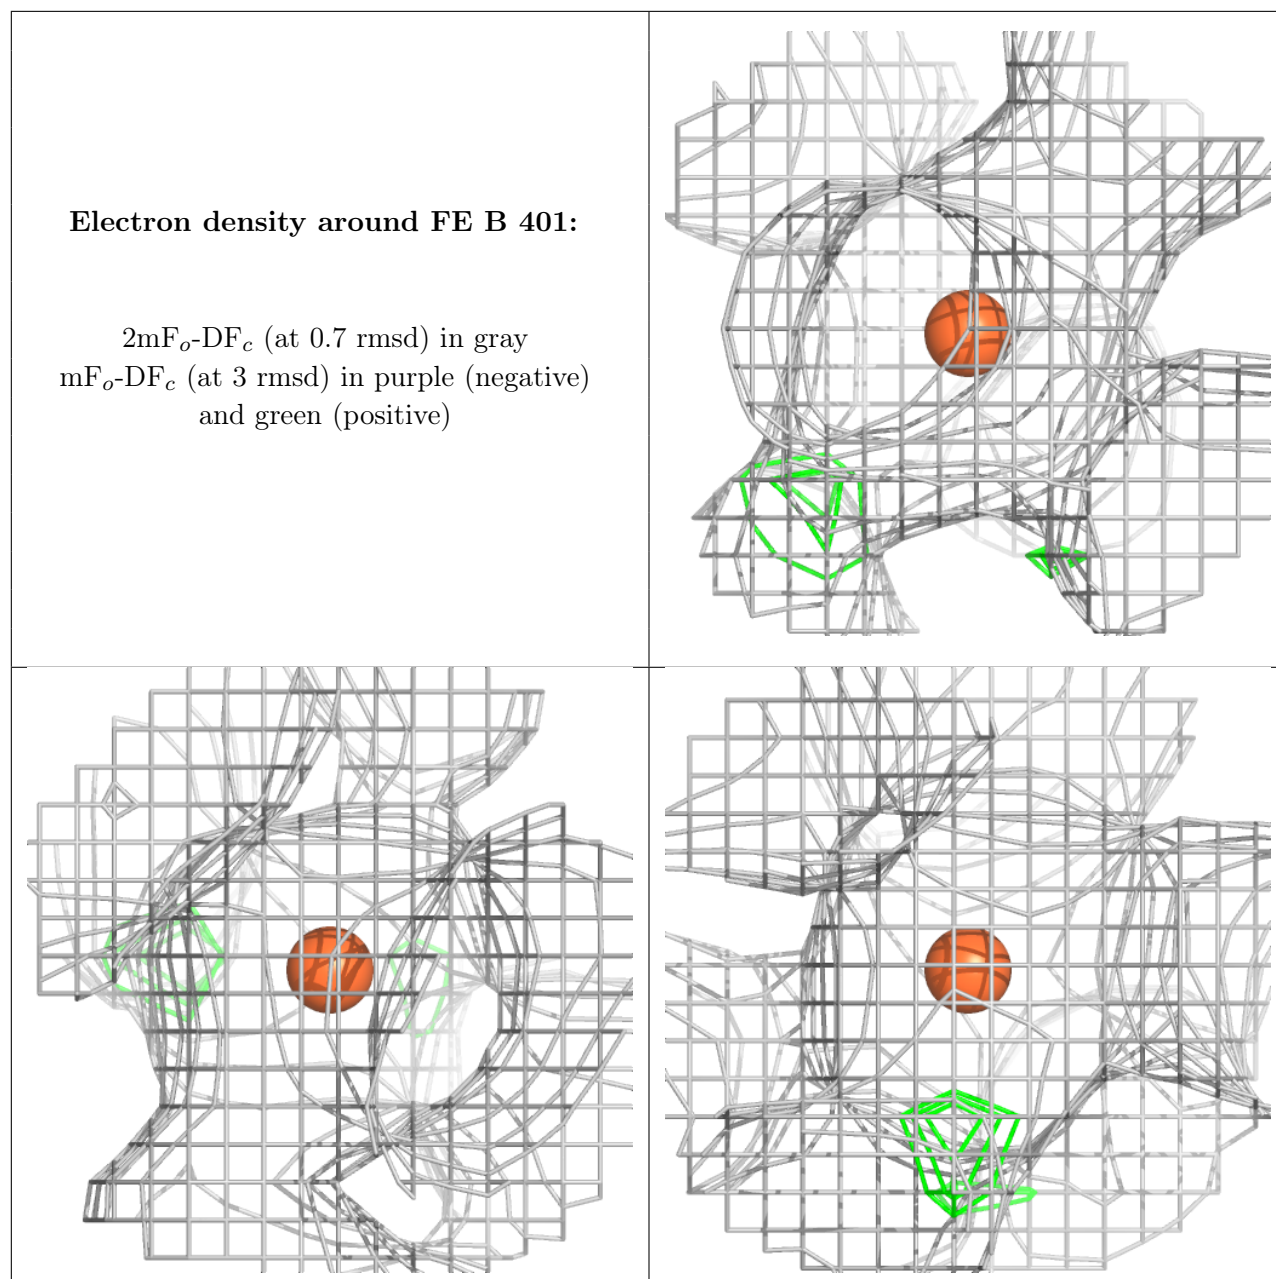 Electron density around FE B 401:
2mFₒ-DF𝒸 (at 0.7 rmsd) in gray
mFₒ-DF𝒸 (at 3 rmsd) in purple (negative)
and green (positive)